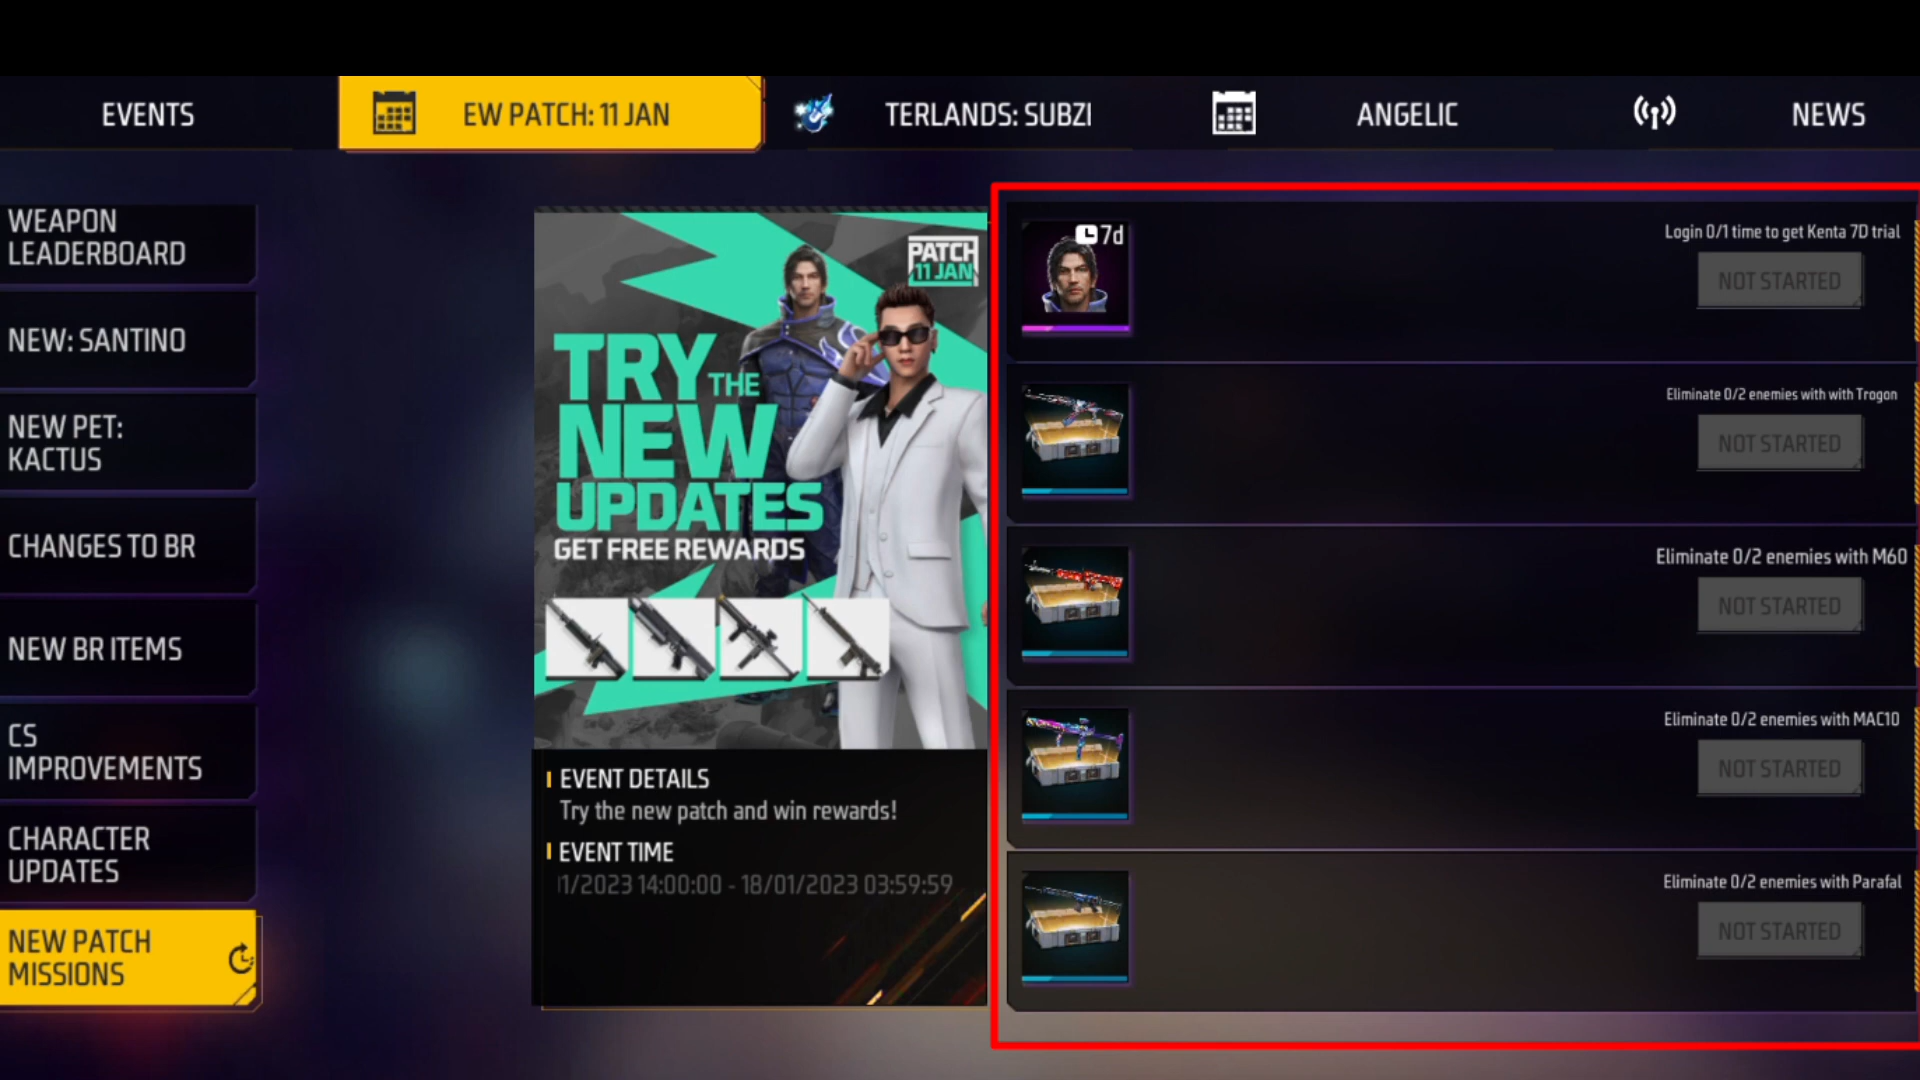 EVENTS
EW PATCH: 11 JAN
TERLANDS: SUBZI
ANGELIC
NEWS
WEAPON
LEADERBOARD
NEW: SANTINO
NEW PET:
KACTUS
CHANGES TO BR
NEW BR ITEMS
CS
IMPROVEMENTS
CHARACTER
UPDATES
NEW PATCH
MISSIONS
PATCH
11 JAN
TRY THE
NEW
UPDATES
GET FREE REWARDS
EVENT DETAILS
Try the new patch and win rewards!
EVENT TIME
1/2023 14:00:00 - 18/01/2023 03:59:59
7d
Login 0/1 time to get Kenta 7D trial
NOT STARTED
Eliminate 0/2 enemies with with Trogon
NOT STARTED
Eliminate 0/2 enemies with M60
NOT STARTED
Eliminate 0/2 enemies with MAC10
NOT STARTED
Eliminate 0/2 enemies with Parafal
NOT STARTED